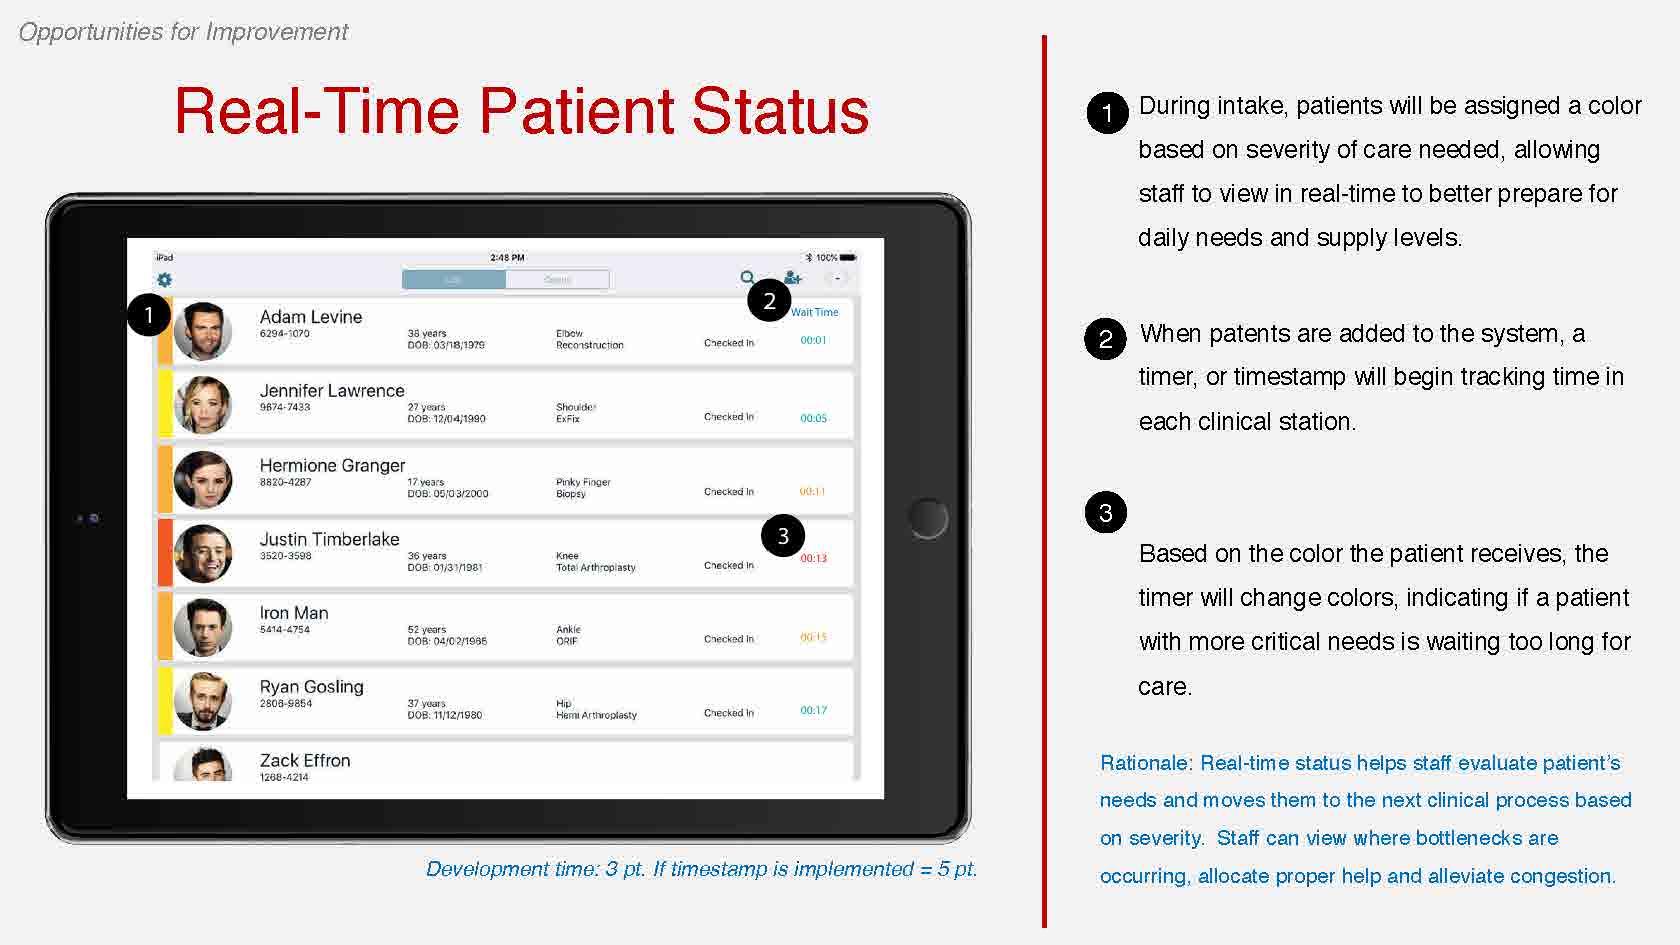 Opportunities for Improvement
Real-Time Patient Status
iPad
2:48 PM
100%
Wait Time
1
2
Adam Levine
6294-1070
38 years
DOB: 03/18/1979
Elbow
Reconstruction
Checked In
00:01
Jennifer Lawrence
9674-7433
27 years
DOB: 12/04/1990
Shoulder
ExFix
Checked In
00:05
Hermione Granger
8820-4287
17 years
DOB: 05/03/2000
Pinky Finger
Biopsy
Checked In
00:11
3
Justin Timberlake
3520-3598
36 years
DOB: 01/31/1981
Knee
Total Arthroplasty
Checked In
00:13
Iron Man
5414-4754
52 years
DOB: 04/02/1965
Ankle
ORIF
Checked In
00:15
Ryan Gosling
2806-9854
37 years
DOB: 11/12/1980
Hip
Hemi Arthroplasty
Checked In
00:17
Zack Effron
1268-4214
Development time: 3 pt. If timestamp is implemented = 5 pt.
1 During intake, patients will be assigned a color
based on severity of care needed, allowing
staff to view in real-time to better prepare for
daily needs and supply levels.
2 When patents are added to the system, a
timer, or timestamp will begin tracking time in
each clinical station.
3
Based on the color the patient receives, the
timer will change colors, indicating if a patient
with more critical needs is waiting too long for
care.
Rationale: Real-time status helps staff evaluate patient's
needs and moves them to the next clinical process based
on severity. Staff can view where bottlenecks are
occurring, allocate proper help and alleviate congestion.